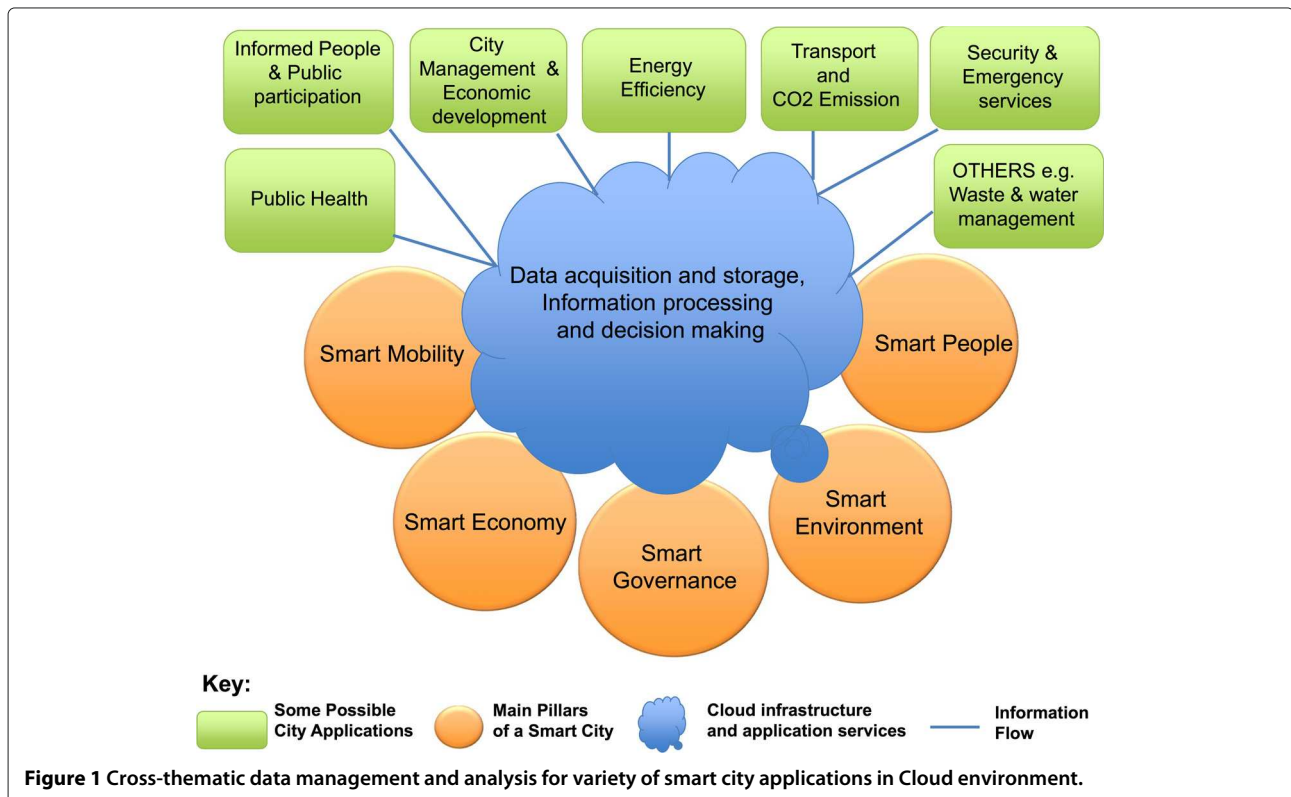 Informed People
& Public
participation
City
Management &
Economic
development
Energy
Efficiency
Transport
and
CO2 Emission
Security &
Emergency
services
Public Health
OTHERS e.g.
Waste & water
management
Data acquisition and storage,
Information processing
and decision making
Smart Mobility
Smart People
Smart Economy
Smart
Governance
Smart
Environment
Key:
Some Possible
City Applications
Main Pillars
of a Smart City
Cloud infrastructure
and application services
Information
Flow
Figure 1 Cross-thematic data management and analysis for variety of smart city applications in Cloud environment.